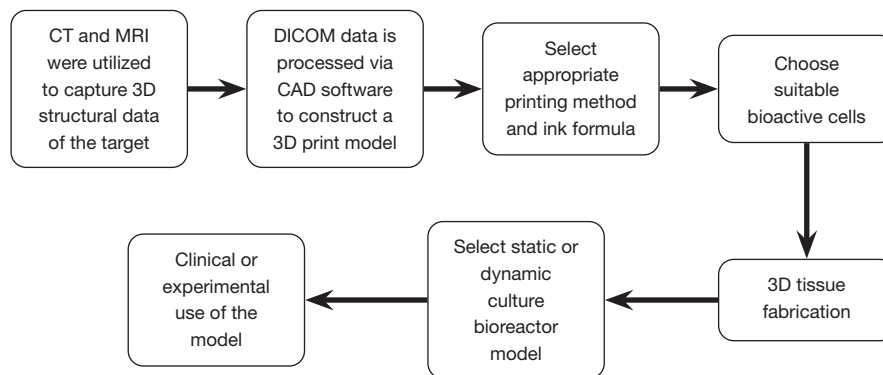 CT and MRI
were utilized
to capture 3D
structural data
of the target
DICOM data is
processed via
CAD software
to construct a
3D print model
Select
appropriate
printing method
and ink formula
Choose
suitable
bioactive cells
3D tissue
fabrication
Select static or
dynamic
culture
bioreactor
model
Clinical or
experimental
use of the
model